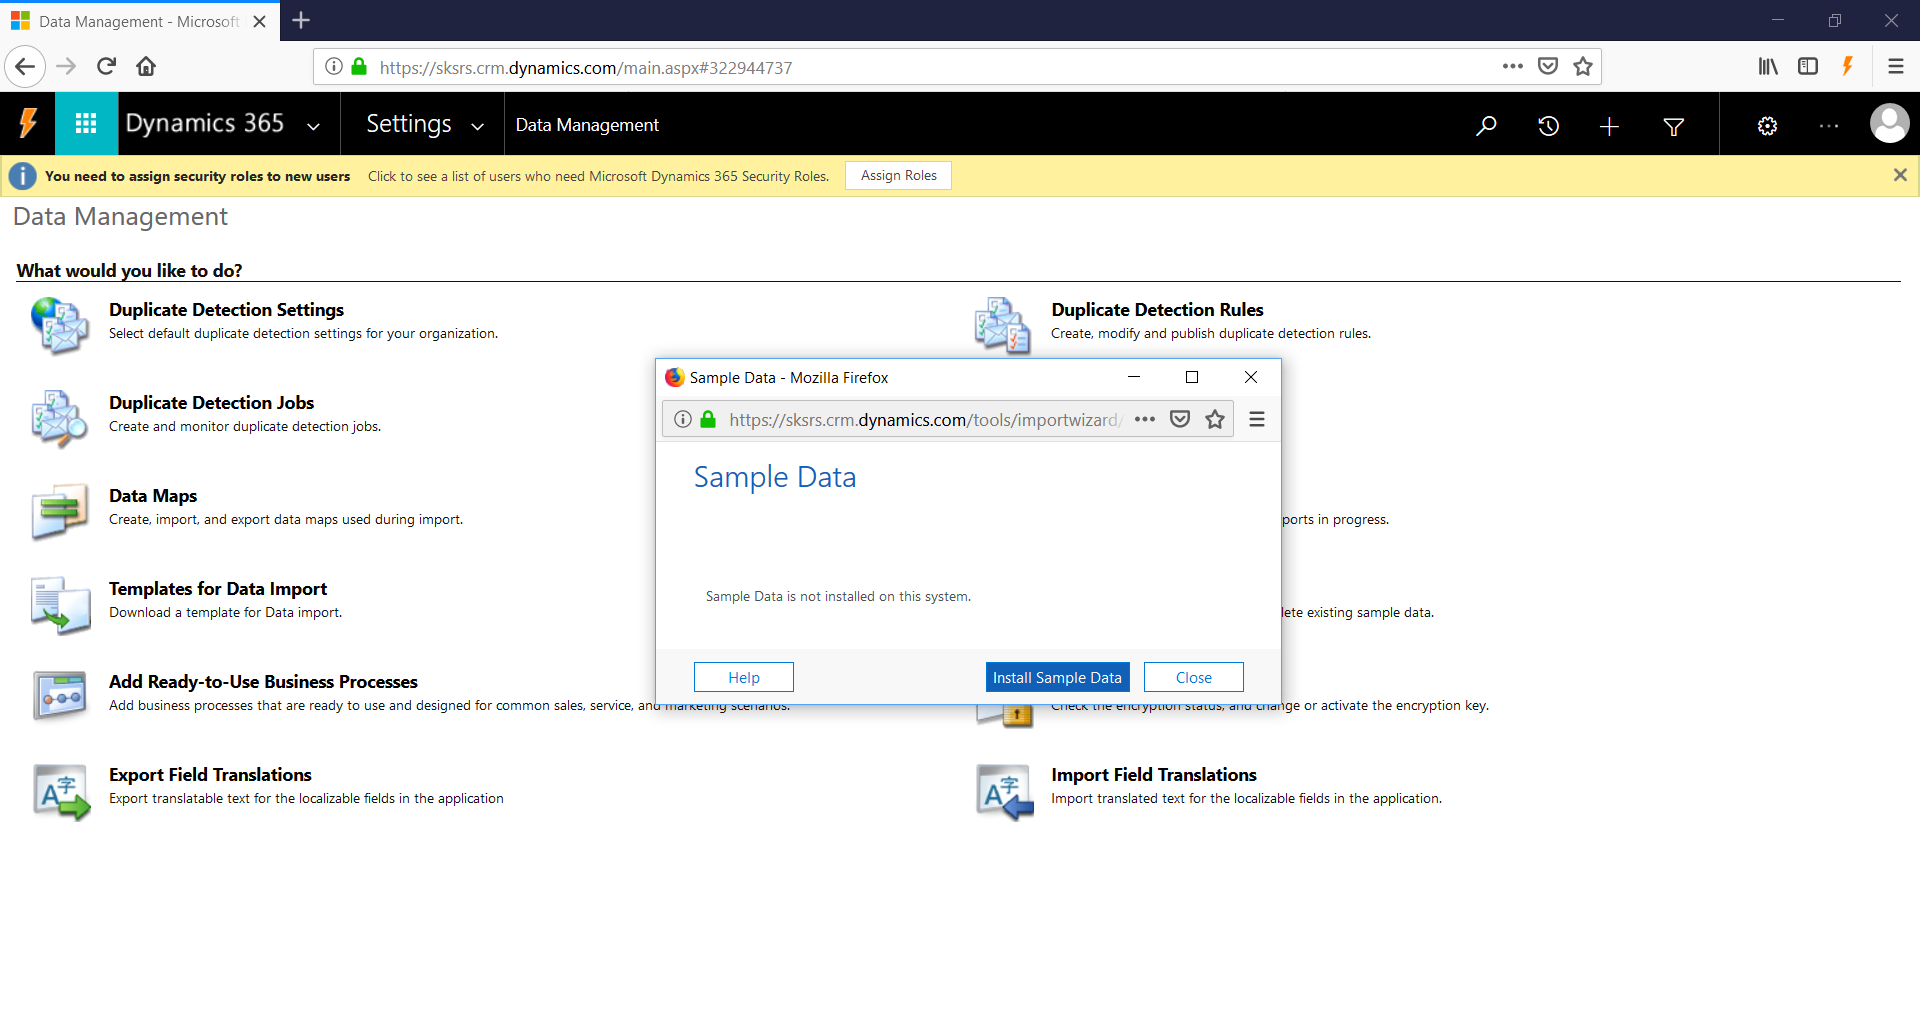 Data Management - Microsoft
https://sksrs.crm.dynamics.com/main.aspx#322944737
Dynamics 365
Settings
Data Management
You need to assign security roles to new users
Click to see a list of users who need Microsoft Dynamics 365 Security Roles.
Assign Roles
Data Management
What would you like to do?
Duplicate Detection Settings
Select default duplicate detection settings for your organization.
Duplicate Detection Rules
Create, modify and publish duplicate detection rules.
Duplicate Detection Jobs
Create and monitor duplicate detection jobs.
Data Maps
Create, import, and export data maps used during import.
ports in progress.
Templates for Data Import
Download a template for Data import.
lete existing sample data.
Add Ready-to-Use Business Processes
Add business processes that are ready to use and designed for common sales, service, and marketing scenarios.
Check the encryption status, and change or activate the encryption key.
Export Field Translations
Export translatable text for the localizable fields in the application
Import Field Translations
Import translated text for the localizable fields in the application.
Sample Data - Mozilla Firefox
https://sksrs.crm.dynamics.com/tools/importwizard/
Sample Data
Sample Data is not installed on this system.
Help
Install Sample Data
Close